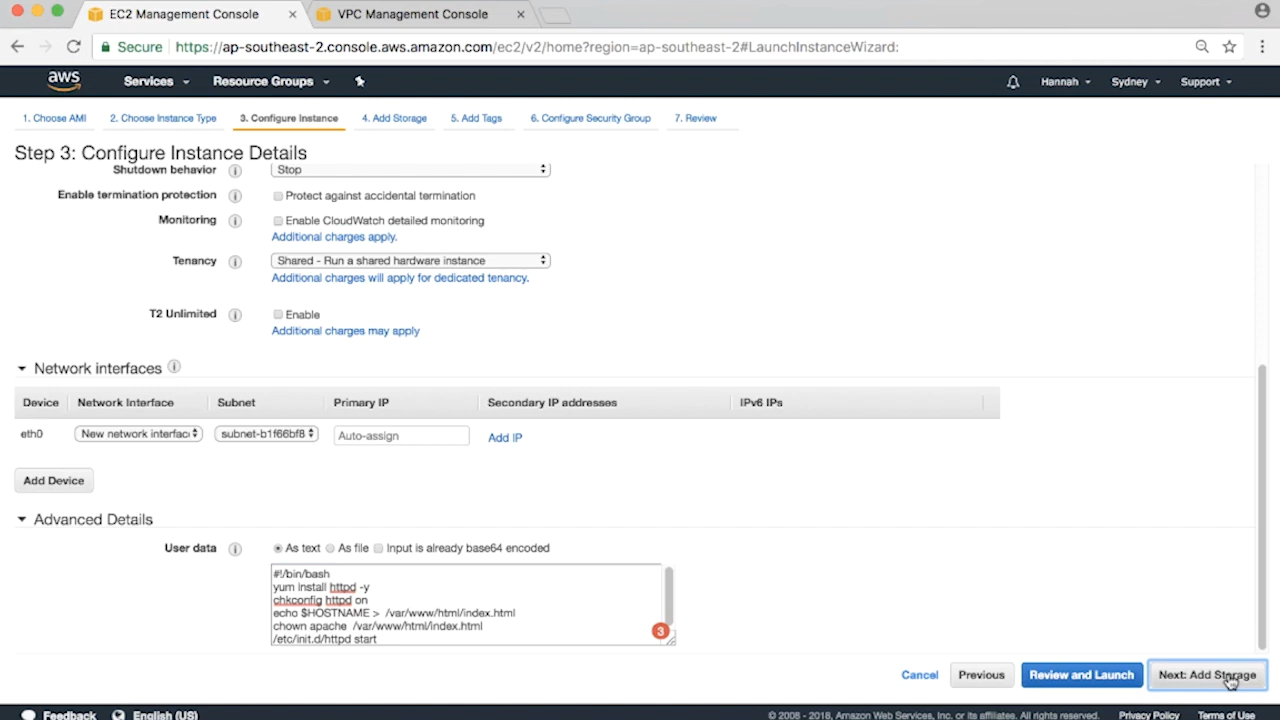 EC2 Management Console
VPC Management Console
Secure https://ap-southeast-2.console.aws.amazon.com/ec2/v2/home?region=ap-southeast-2#LaunchInstanceWizard:
aws Services Resource Groups Hannah Sydney Support
1. Choose AMI 2. Choose Instance Type 3. Configure Instance 4. Add Storage 5. Add Tags 6. Configure Security Group 7. Review
Step 3: Configure Instance Details
Shutdown behavior Stop
Enable termination protection Protect against accidental termination
Monitoring Enable CloudWatch detailed monitoring
Additional charges apply.
Tenancy Shared - Run a shared hardware instance
Additional charges will apply for dedicated tenancy.
T2 Unlimited Enable
Additional charges may apply
Network interfaces
Device Network Interface Subnet Primary IP Secondary IP addresses IPv6 IPs
eth0 New network interfac subnet-b1f66bf8 Auto-assign Add IP
Add Device
Advanced Details
User data As text As file Input is already base64 encoded
#!/bin/bash
yum install httpd -y
chkconfig httpd on
echo $HOSTNAME > /var/www/html/index.html
chown apache /var/www/html/index.html
/etc/init.d/httpd start
3
Cancel Previous Review and Launch Next: Add Storage
Feedback English (US) © 2008 - 2018, Amazon Web Services, Inc. or its affiliates. All rights reserved. Privacy Policy Terms of Use